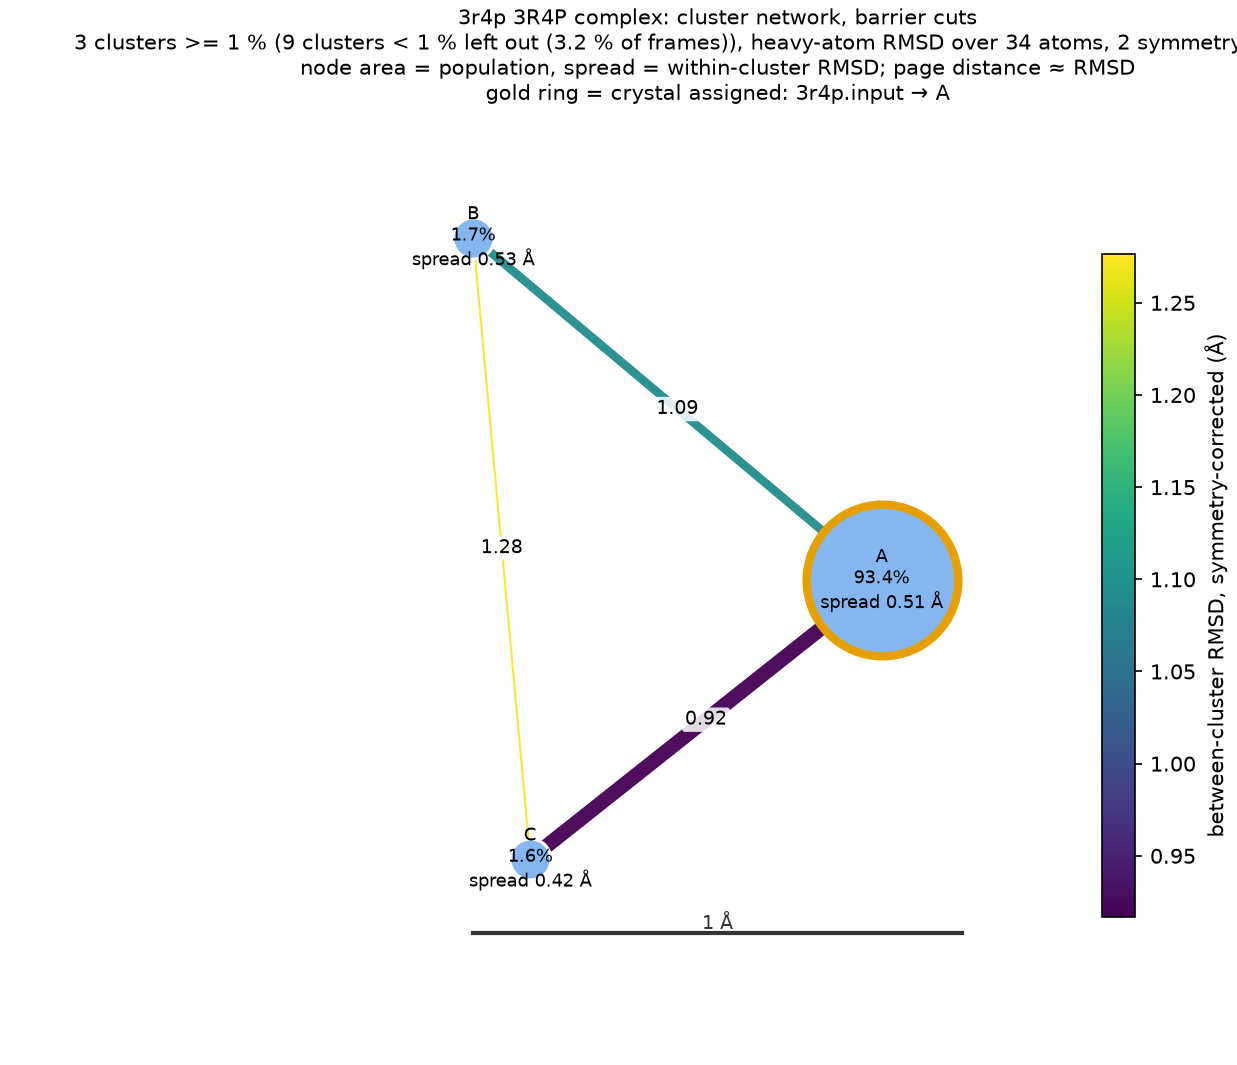 3r4p 3R4P complex: cluster network, barrier cuts
3 clusters >= 1 % (9 clusters < 1 % left out (3.2 % of frames)), heavy-atom RMSD over 34 atoms, 2 symmetry
node area = population, spread = within-cluster RMSD; page distance ≈ RMSD
gold ring = crystal assigned: 3r4p.input → A
B
1.7%
spread 0.53 Å
1.09
1.28
A
93.4%
spread 0.51 Å
0.92
C
1.6%
spread 0.42 Å
1 Å
1.25
1.20
1.15
1.10
1.05
1.00
0.95
between-cluster RMSD, symmetry-corrected (Å)